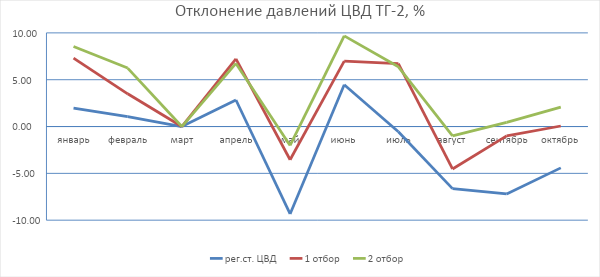 Отклонение давлений ЦВД ТГ-2, %
10.00
5.00
0.00
-5.00
-10.00
январь февраль март апрель май июнь июль август сентябрь октябрь
рег.ст. ЦВД 1 отбор 2 отбор